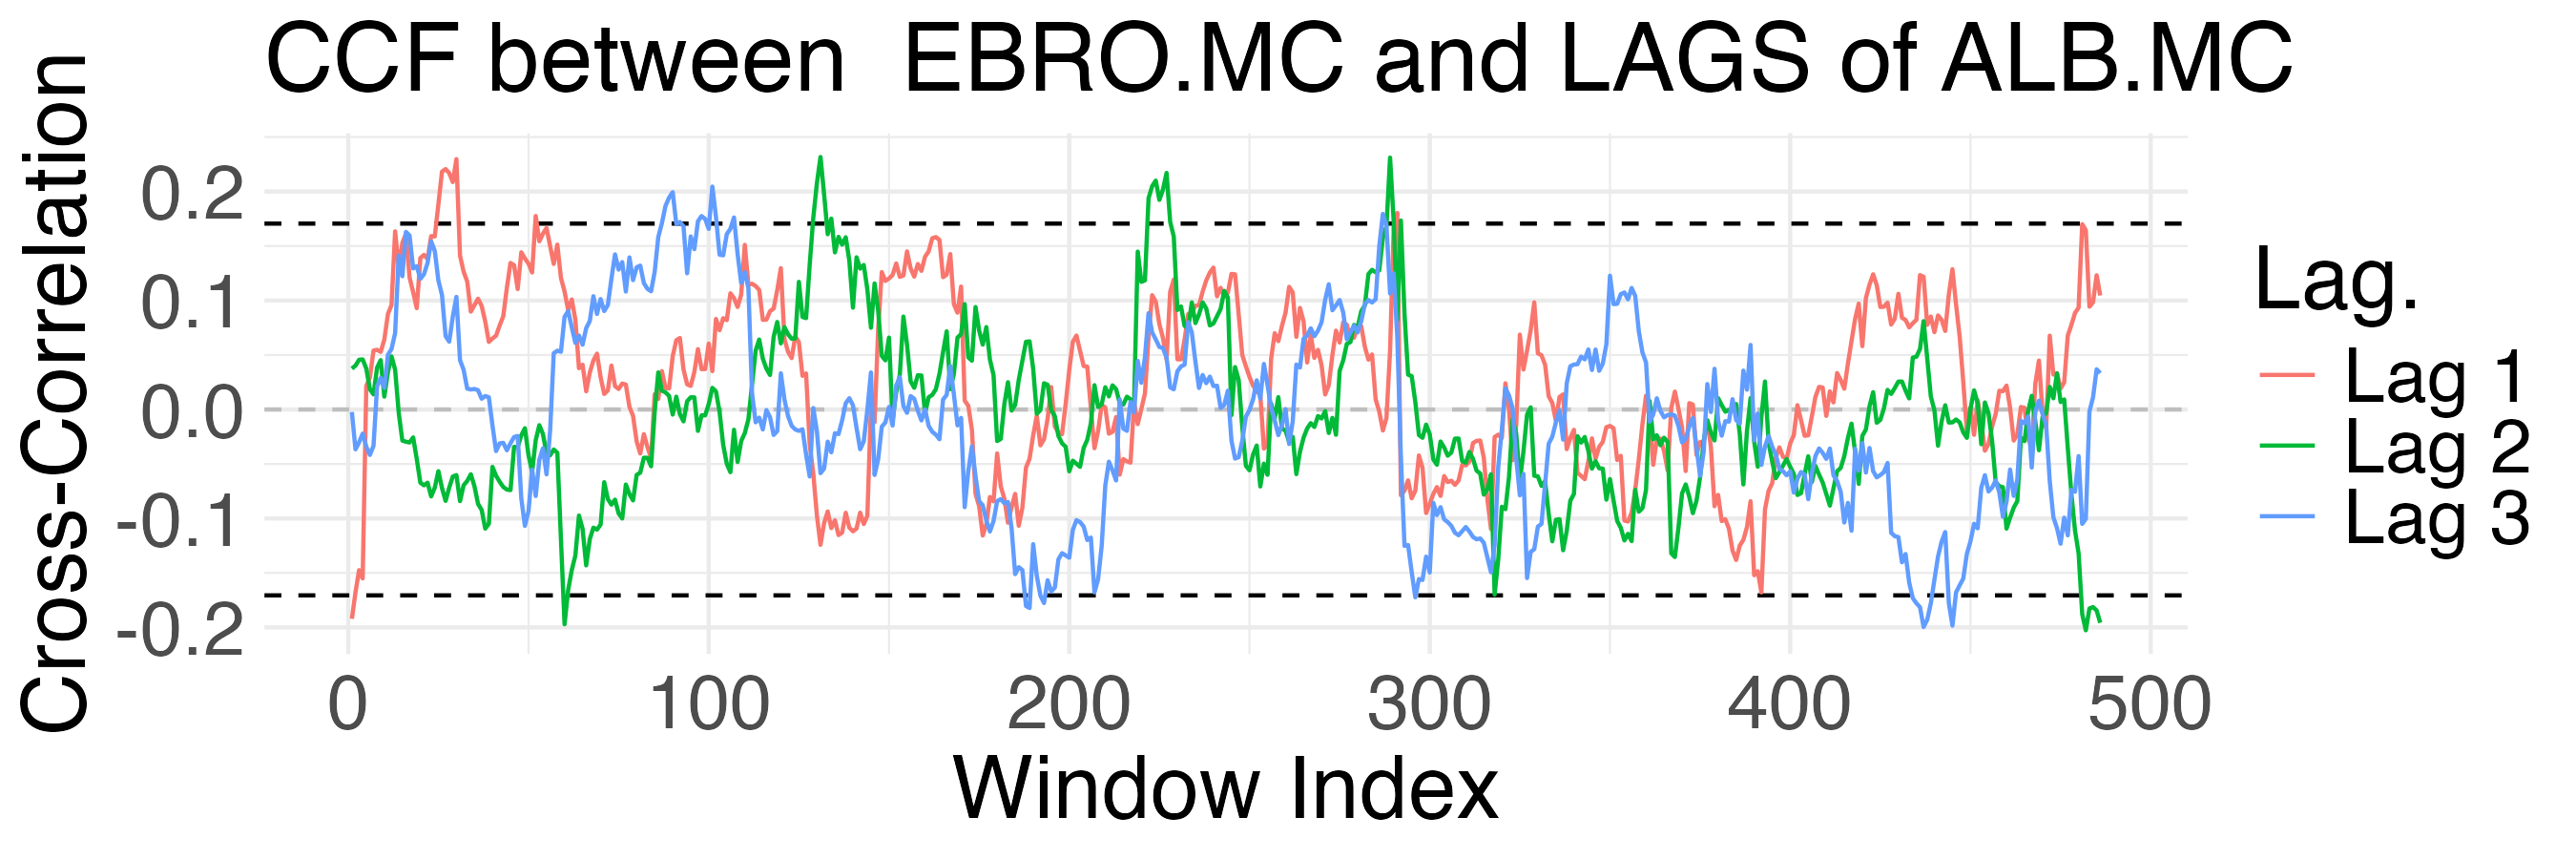 CCF between  EBRO.MC and LAGS of ALB.MC
Cross-Correlation
0.2
0.1
0.0
-0.1
-0.2
0 100 200 300 400 500
Window Index
Lag.
Lag 1
Lag 2
Lag 3